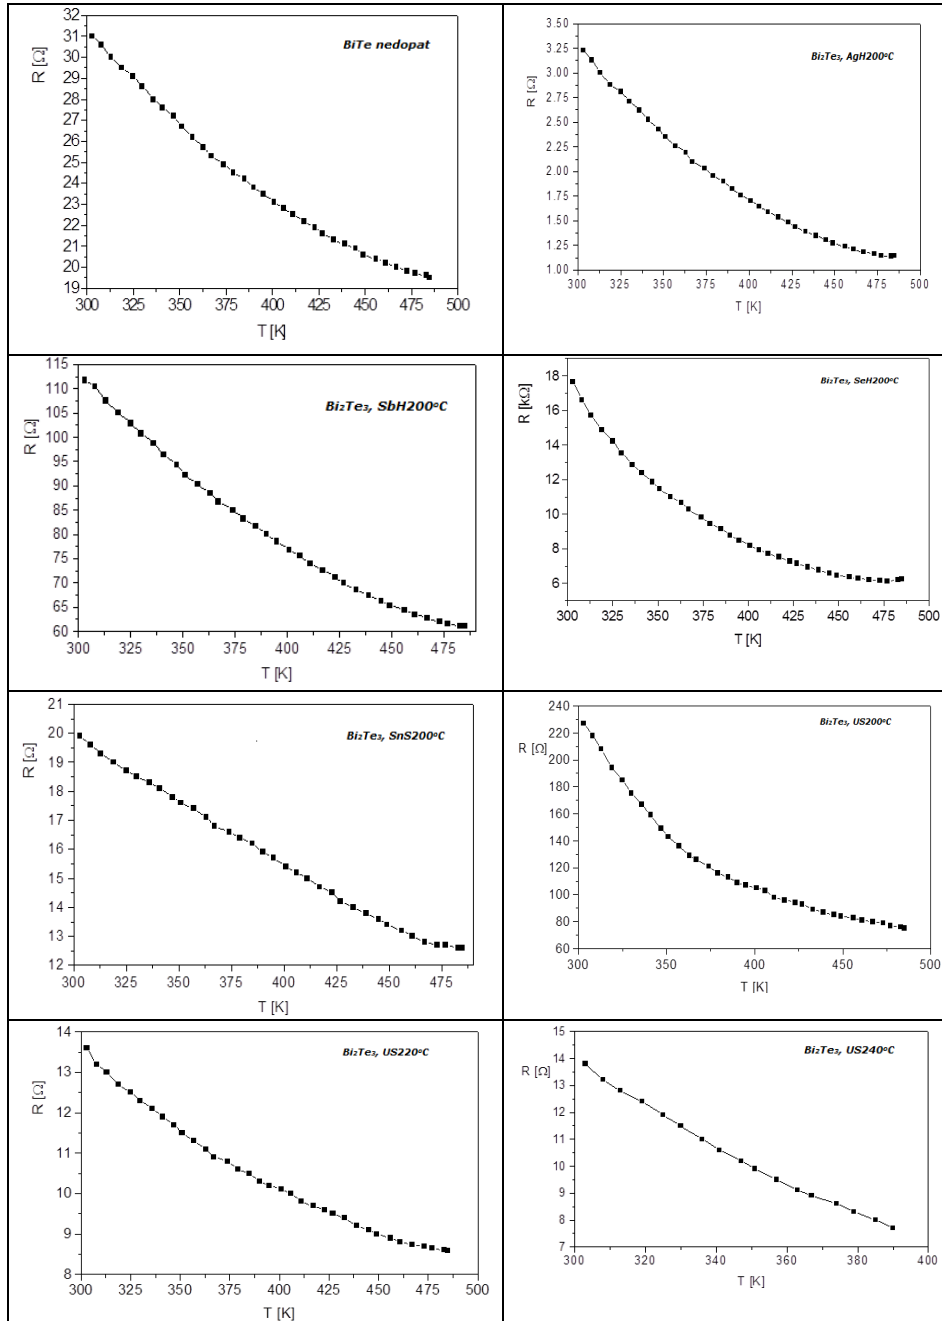 BiTe nedopat
R [Ω]
32
31
30
29
28
27
26
25
24
23
22
21
20
19
300 325 350 375 400 425 450 475 500
T [K]
Bi₂Te₃, AgH200ºC
R [Ω]
3.50
3.25
3.00
2.75
2.50
2.25
2.00
1.75
1.50
1.25
1.00
300 325 350 375 400 425 450 475 500
T [K]
Bi₂Te₃, SbH200ºC
R [Ω]
115
110
105
100
95
90
85
80
75
70
65
60
300 325 350 375 400 425 450 475
T [K]
Bi₂Te₃, SeH200ºC
R [kΩ]
18
16
14
12
10
8
6
300 325 350 375 400 425 450 475 500
T [K]
Bi₂Te₃, SnS200ºC
R [Ω]
21
20
19
18
17
16
15
14
13
12
300 325 350 375 400 425 450 475
T [K]
Bi₂Te₃, US200ºC
R [Ω]
240
220
200
180
160
140
120
100
80
60
300 350 400 450 500
T [K]
Bi₂Te₃, US220ºC
R [Ω]
14
13
12
11
10
9
8
300 325 350 375 400 425 450 475 500
T [K]
Bi₂Te₃, US240ºC
R [Ω]
15
14
13
12
11
10
9
8
7
300 320 340 360 380 400
T [K]